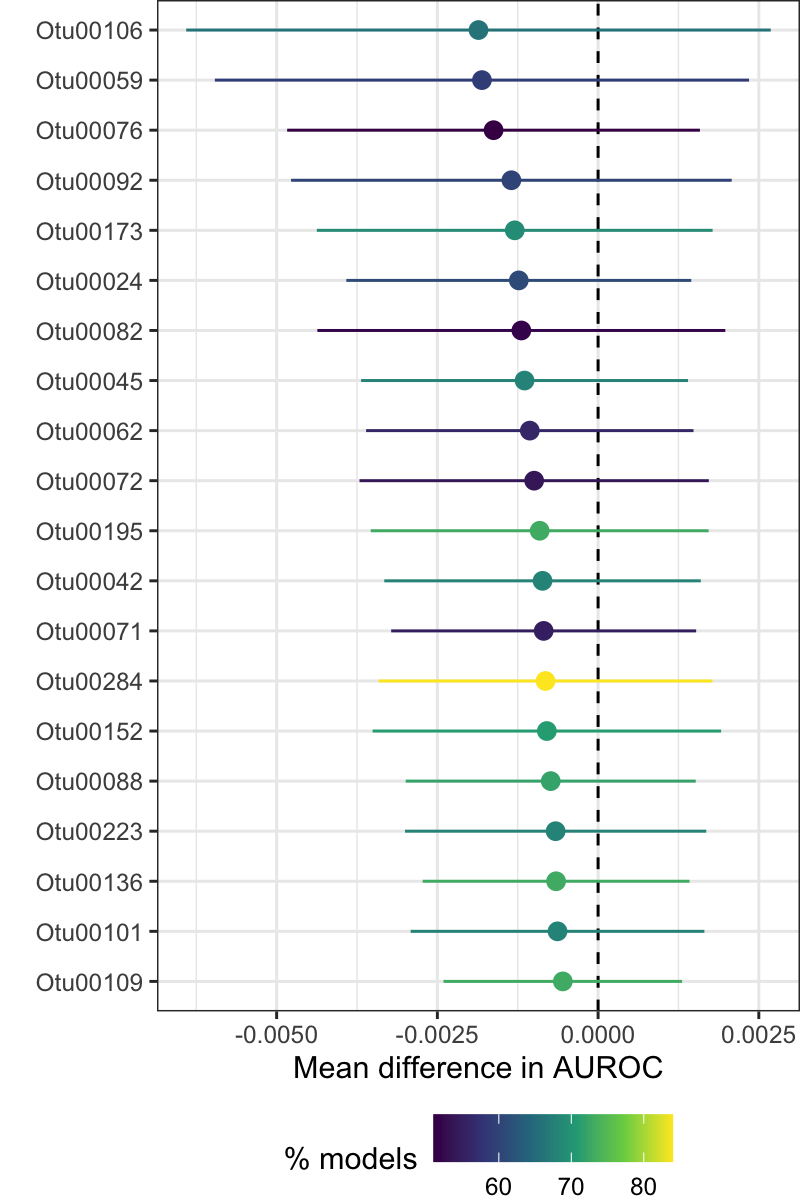 Otu00106
Otu00059
Otu00076
Otu00092
Otu00173
Otu00024
Otu00082
Otu00045
Otu00062
Otu00072
Otu00195
Otu00042
Otu00071
Otu00284
Otu00152
Otu00088
Otu00223
Otu00136
Otu00101
Otu00109
-0.0050 -0.0025 0.0000 0.0025
Mean difference in AUROC
% models
60 70 80